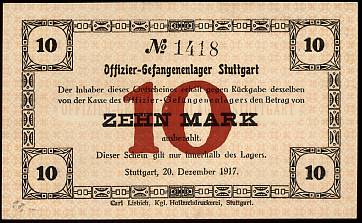 10 № 1418 10
Offizier-Gefangenenlager Stuttgart
Der Inhaber dieses Gutscheines erhält gegen Rückgabe desselben
von der Kasse des Offizier-Gefangenenlagers den Betrag von
10
ZEHN MARK
ausbezahlt.
Dieser Schein gilt nur innerhalb des Lagers.
10 Stuttgart, 20. Dezember 1917. 10
Carl Liebich, Kgl. Hofbuchdruckerei, Stuttgart.